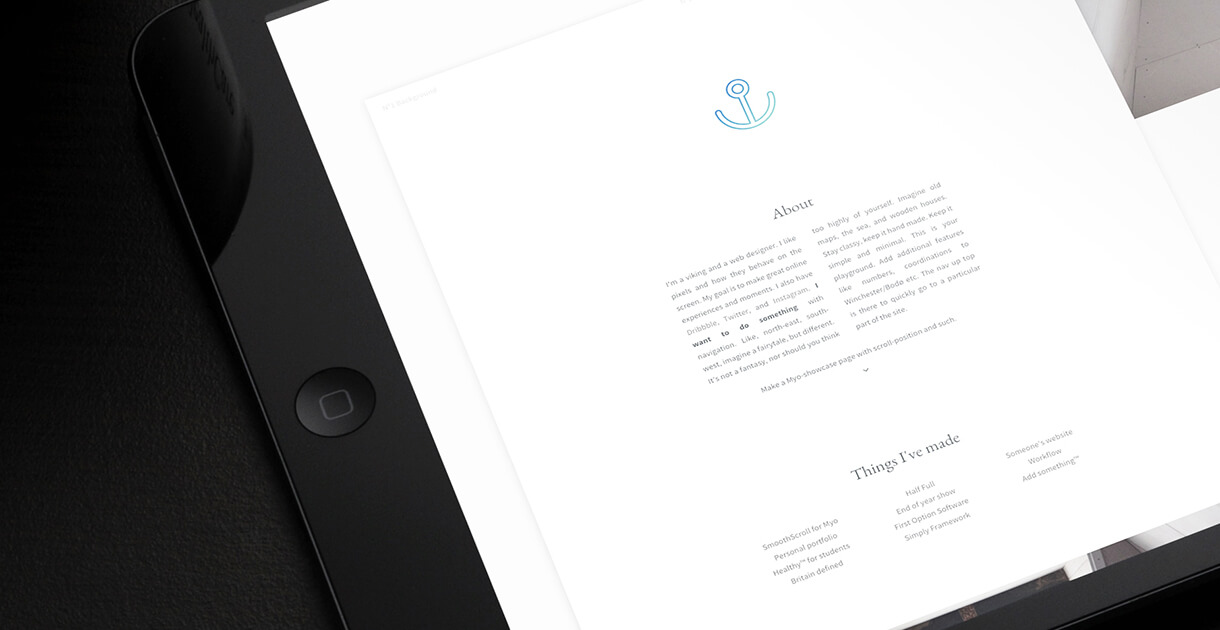 About
I'm a viking and a web designer. I like
pixels and how they behave on the
screen. My goal is to make great online
experiences and moments. I also have
Dribbble, Twitter, and Instagram. I
want to do something with
navigation. Like, north-east, south-
west, imagine a fairytale, but different.
It's not a fantasy, nor should you think
too highly of yourself. Imagine old
maps, the sea, and wooden houses.
Stay classy, keep it hand made. Keep it
simple and minimal. This is your
playground. Add additional features
like numbers, coordinations to
Winchester/Bodø etc. The nav up top
is there to quickly go to a particular
part of the site.
Make a Myo-showcase page with scroll-position and such.
Things I've made
SmoothScroll for Myo
Personal portfolio
Healthy™ for students
Britain defined
Half Full
End of year show
First Option Software
Simply Framework
Someone's website
Workflow
Add something™